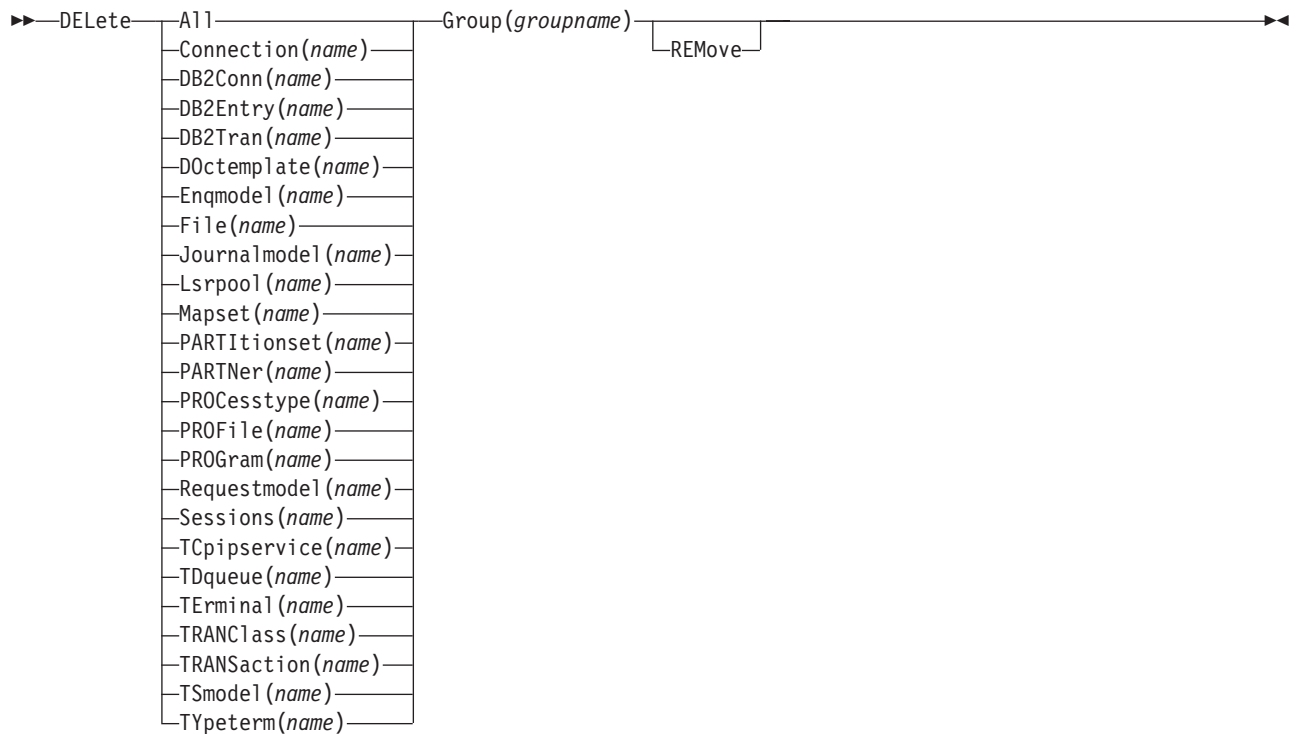 DELete All Group(groupname)
Connection(name) REMove
DB2Conn(name)
DB2Entry(name)
DB2Tran(name)
DOctemplate(name)
Enqmodel(name)
File(name)
Journalmodel(name)
Lsrpool(name)
Mapset(name)
PARTItionset(name)
PARTNer(name)
PROCesstype(name)
PROFile(name)
PROGram(name)
Requestmodel(name)
Sessions(name)
TCpipservice(name)
TDqueue(name)
TErminal(name)
TRANClass(name)
TRANSaction(name)
TSmodel(name)
TYpeterm(name)